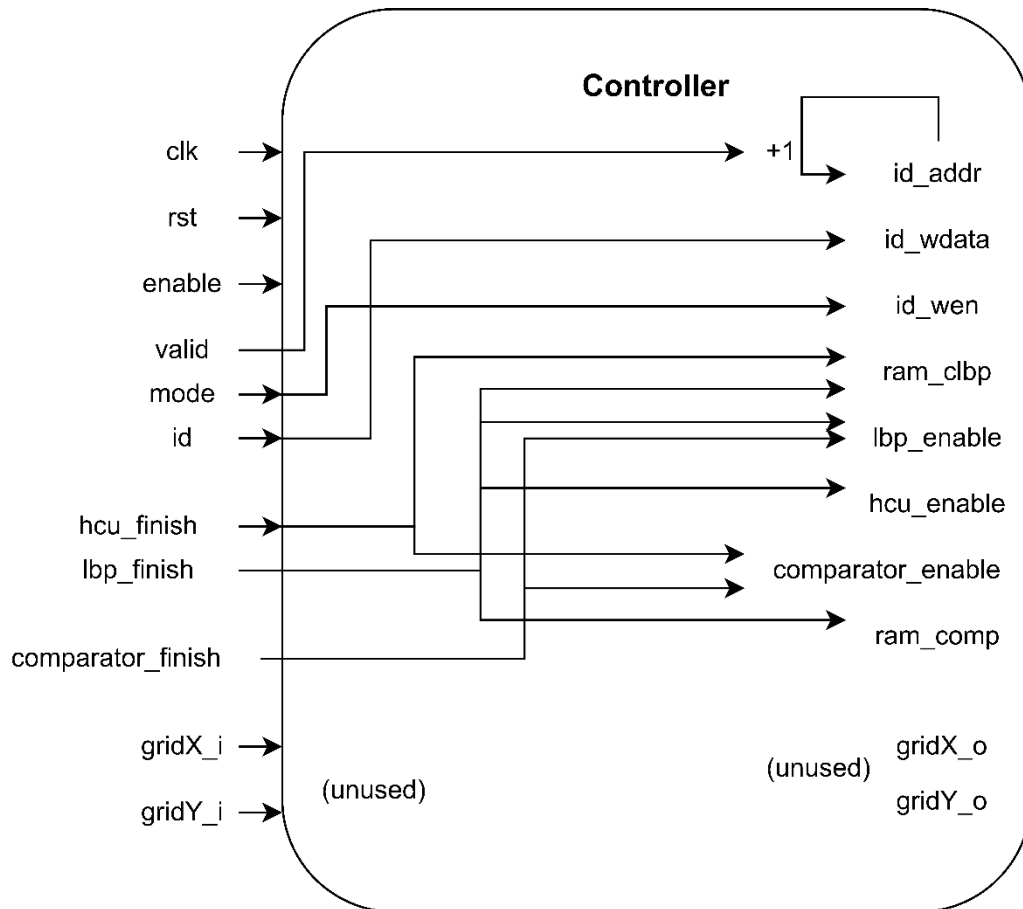 Controller
clk
rst
enable
valid
mode
id
hcu_finish
lbp_finish
comparator_finish
gridX_i
gridY_i
(unused)
+1
id_addr
id_wdata
id_wen
ram_clbp
lbp_enable
hcu_enable
comparator_enable
ram_comp
(unused)
gridX_o
gridY_o